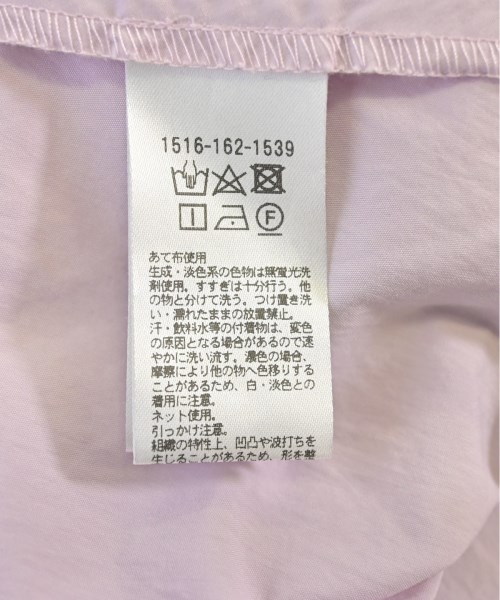 1516-162-1539
F
あて布使用
生成・淡色系の色物は無蛍光洗
剤使用。すすぎは十分行う。他
の物と分けて洗う。つけ置き洗
い・濡れたままの放置禁止。
汗・飲料水等の付着物は、変色
の原因となる場合があるので速
やかに洗い流す。濃色の場合、
摩擦により他の物へ色移りする
ことがあるため、白・淡色との
着用に注意。
ネット使用。
引っかけ注意。
組織の特性上、凹凸や波打ちを
生じることがあるため、形を整